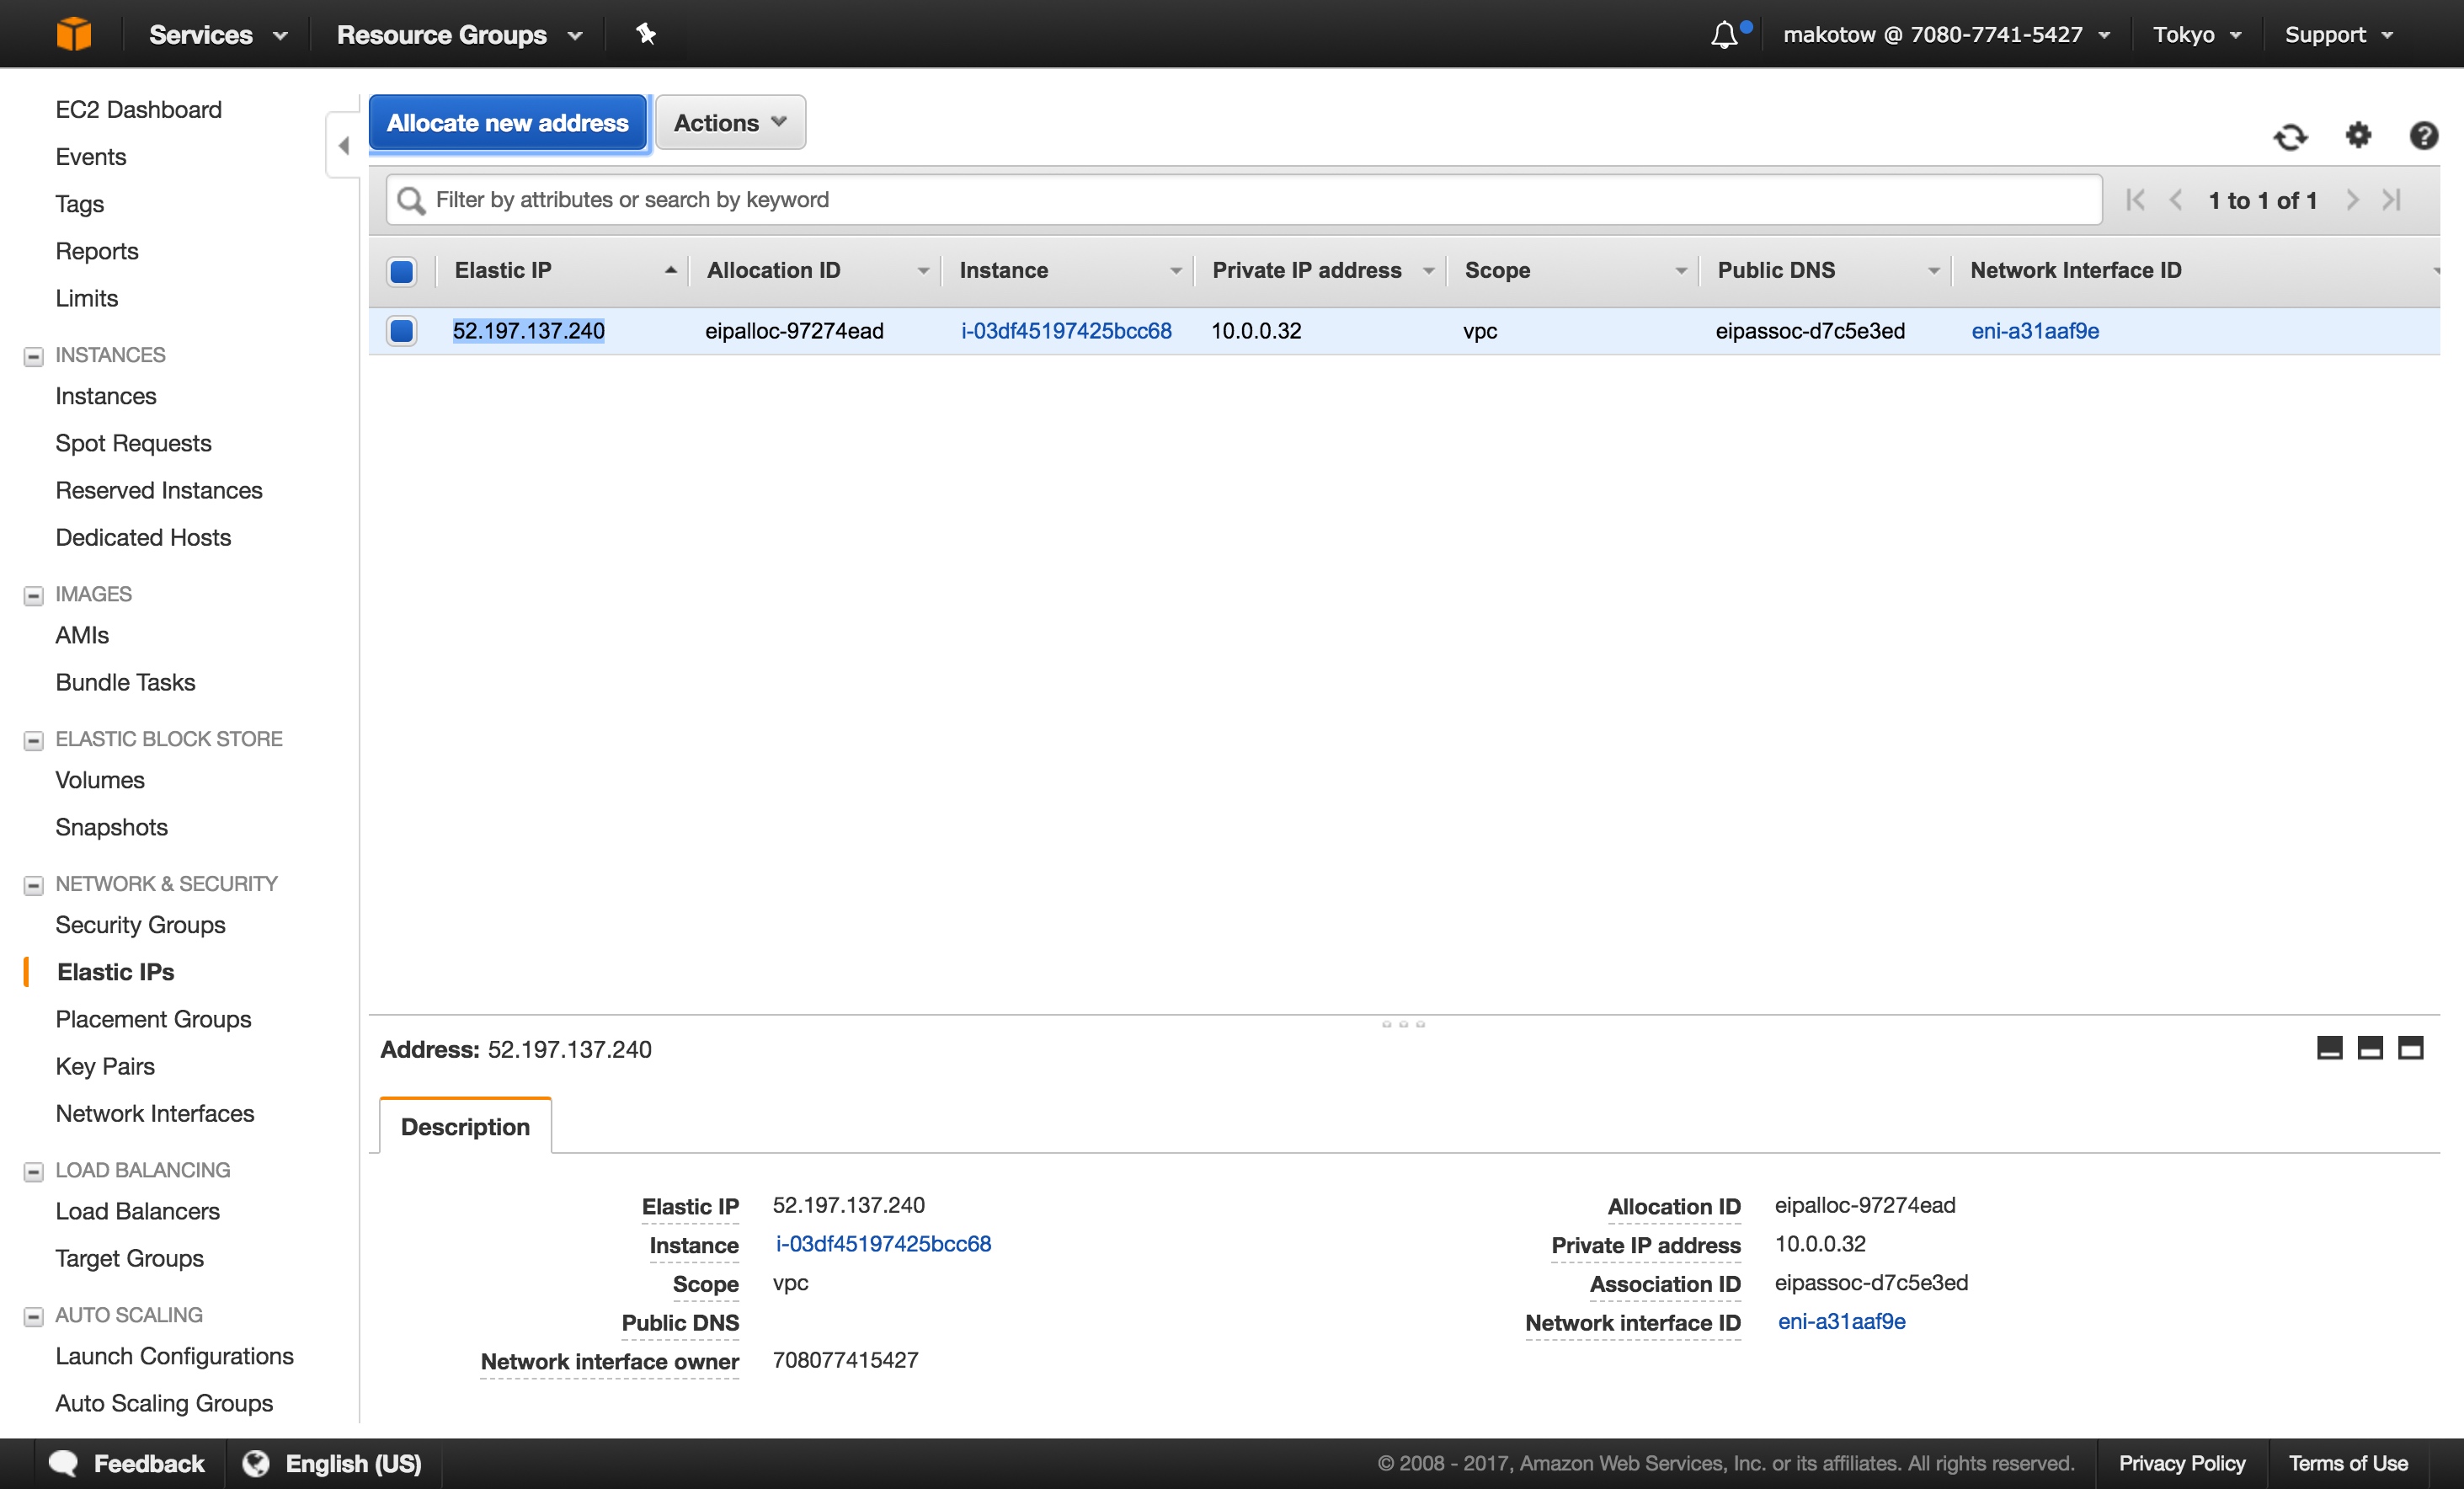 Services Resource Groups makotow @ 7080-7741-5427 Tokyo Support
EC2 Dashboard
Events
Tags
Reports
Limits
INSTANCES
Instances
Spot Requests
Reserved Instances
Dedicated Hosts
IMAGES
AMIs
Bundle Tasks
ELASTIC BLOCK STORE
Volumes
Snapshots
NETWORK & SECURITY
Security Groups
Elastic IPs
Placement Groups
Key Pairs
Network Interfaces
LOAD BALANCING
Load Balancers
Target Groups
AUTO SCALING
Launch Configurations
Auto Scaling Groups
Allocate new address Actions
Filter by attributes or search by keyword 1 to 1 of 1
Elastic IP Allocation ID Instance Private IP address Scope Public DNS Network Interface ID
52.197.137.240 eipalloc-97274ead i-03df45197425bcc68 10.0.0.32 vpc eipassoc-d7c5e3ed eni-a31aaf9e
Address: 52.197.137.240
Description
Elastic IP 52.197.137.240 Allocation ID eipalloc-97274ead
Instance i-03df45197425bcc68 Private IP address 10.0.0.32
Scope vpc Association ID eipassoc-d7c5e3ed
Public DNS Network interface ID eni-a31aaf9e
Network interface owner 708077415427
Feedback English (US) © 2008 - 2017, Amazon Web Services, Inc. or its affiliates. All rights reserved. Privacy Policy Terms of Use